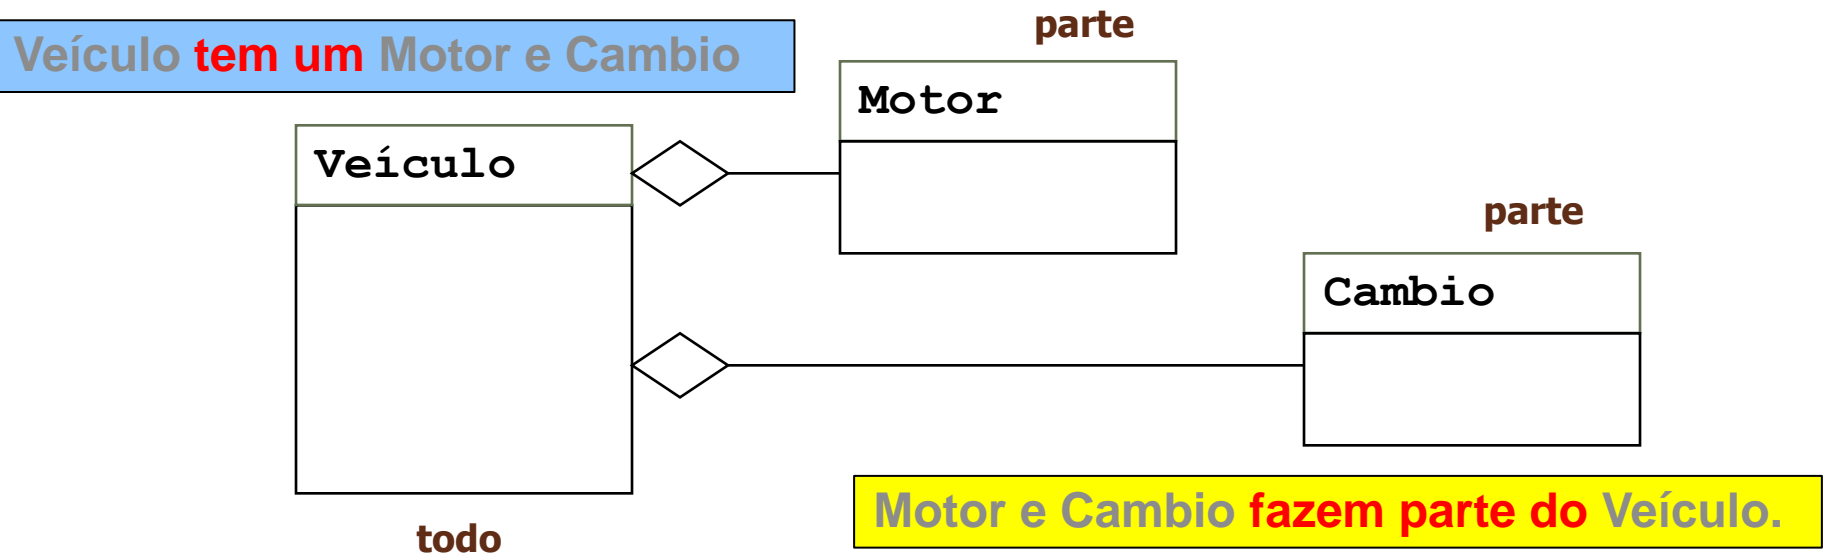 parte
Veículo tem um Motor e Cambio
Motor
Veículo
parte
Cambio
Motor e Cambio fazem parte do Veículo.
todo